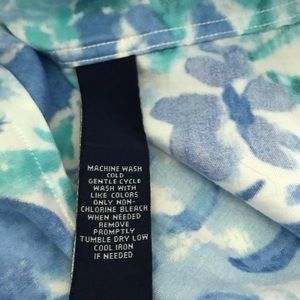 MACHINE WASH
COLD
GENTLE CYCLE
WASH WITH
LIKE COLORS
ONLY NON-
CHLORINE BLEACH
WHEN NEEDED
REMOVE
PROMPTLY
TUMBLE DRY LOW
COOL IRON
IF NEEDED